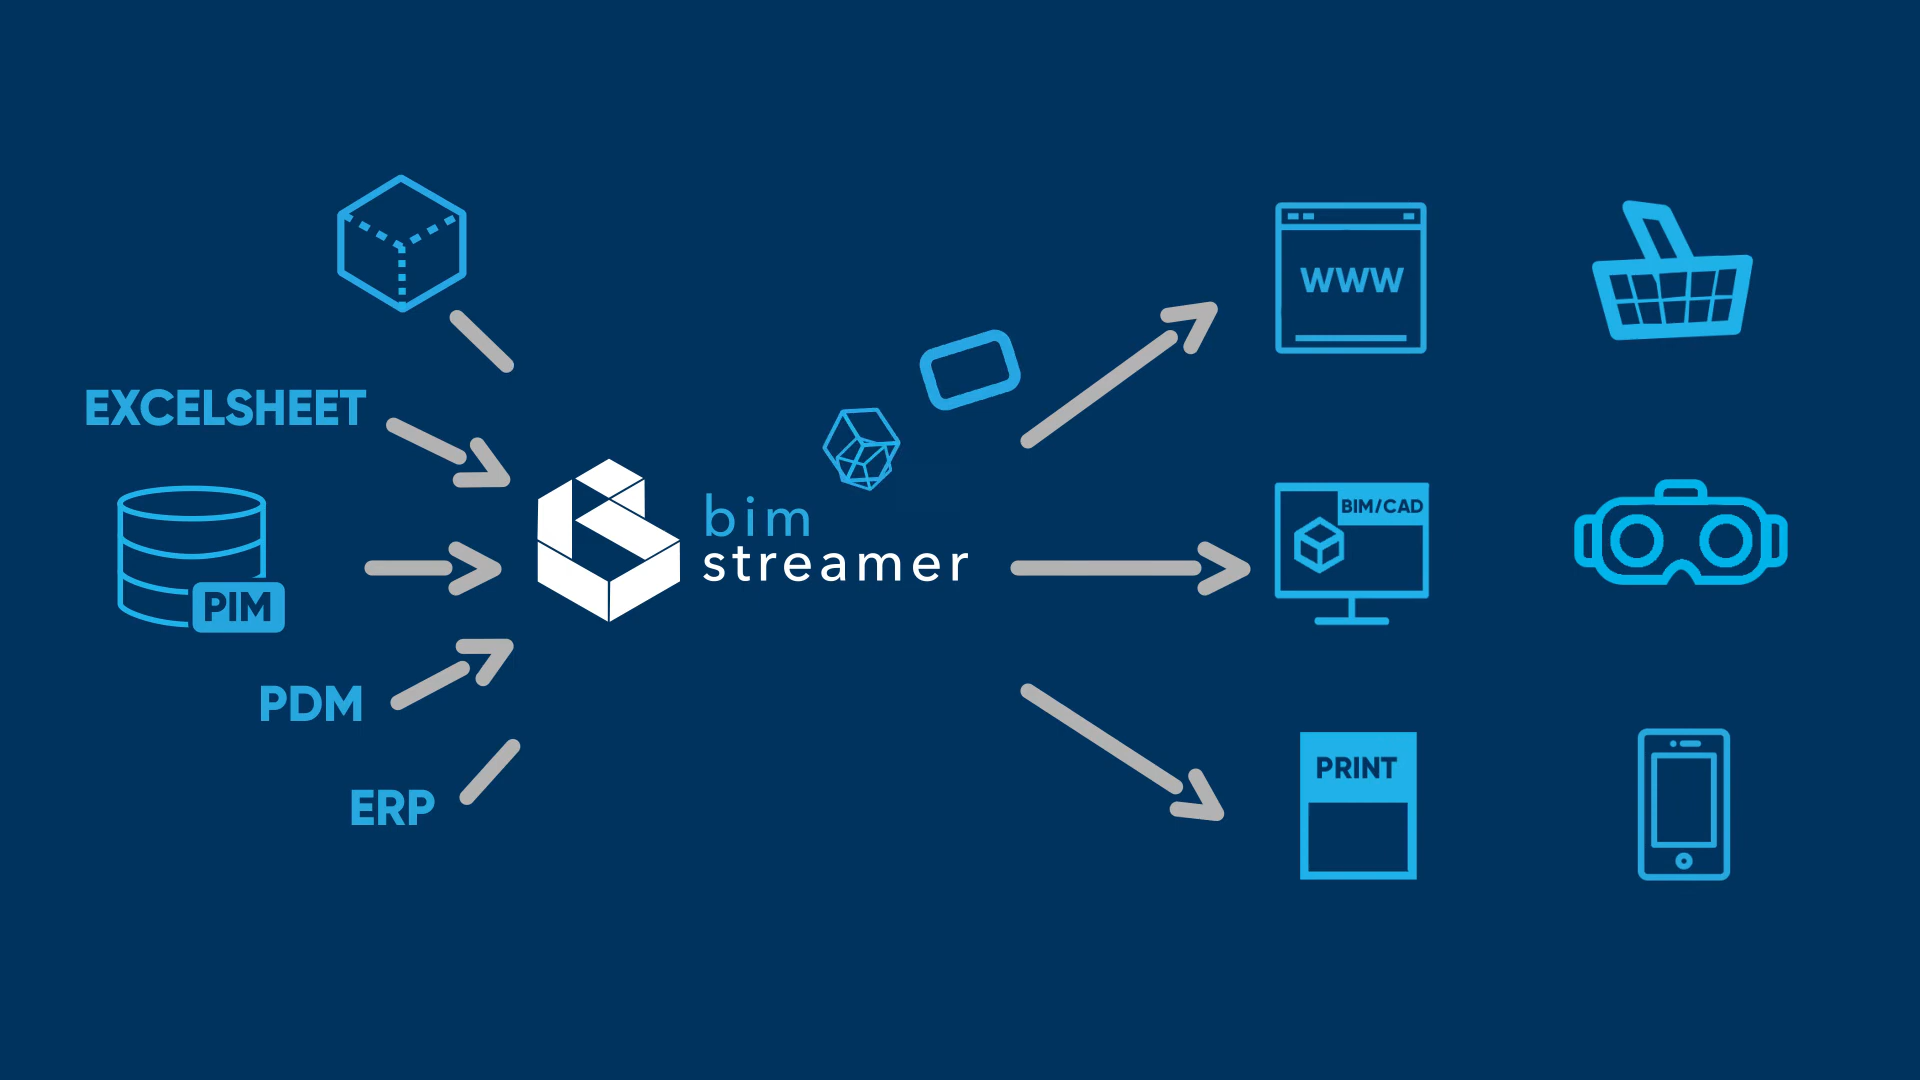 EXCELSHEET
PIM
PDM
ERP
bim
streamer
WWW
BIM/CAD
PRINT